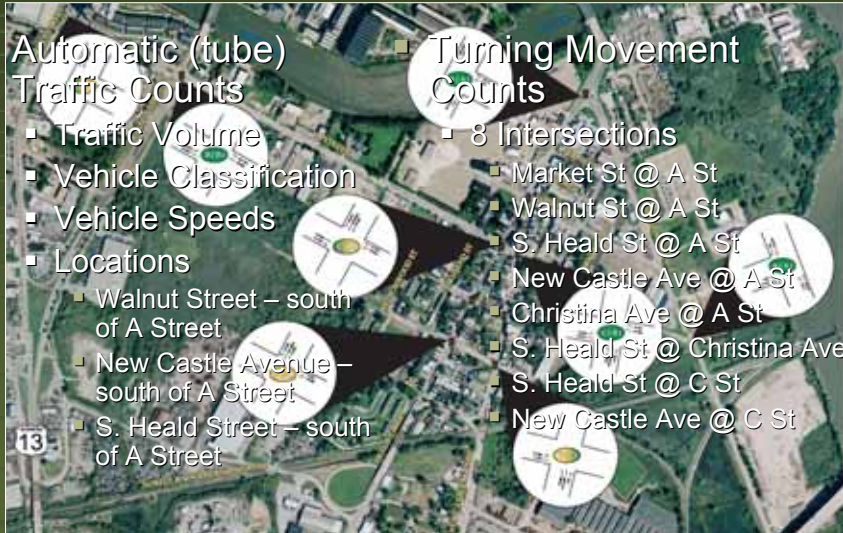 Automatic (tube)
Traffic Counts
Traffic Volume
Vehicle Classification
Vehicle Speeds
Locations
Walnut Street – south
of A Street
New Castle Avenue –
south of A Street
S. Heald Street – south
of A Street
Turning Movement
Counts
8 Intersections
Market St @ A St
Walnut St @ A St
S. Heald St @ A St
New Castle Ave @ A St
Christina Ave @ A St
S. Heald St @ Christina Ave
S. Heald St @ C St
New Castle Ave @ C St
13